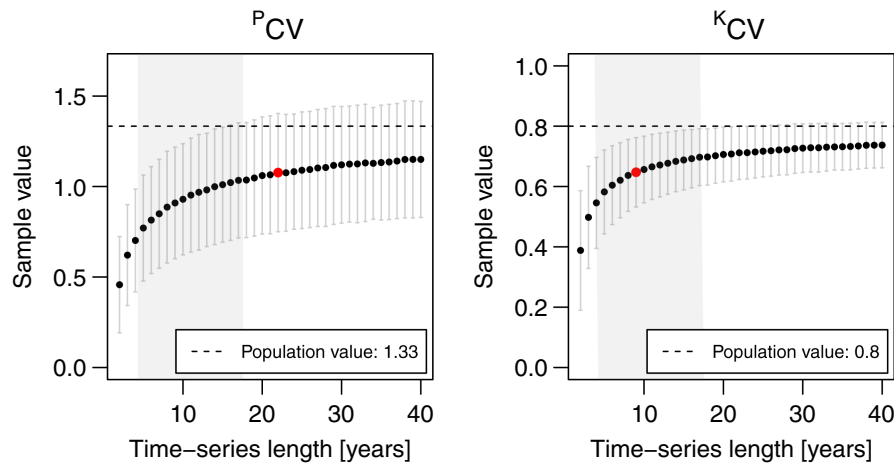 PCV
Sample value
1.5
1.0
0.5
0.0
Population value: 1.33
10 20 30 40
Time−series length [years]
KCV
Sample value
1.0
0.8
0.6
0.4
0.2
0.0
Population value: 0.8
10 20 30 40
Time−series length [years]